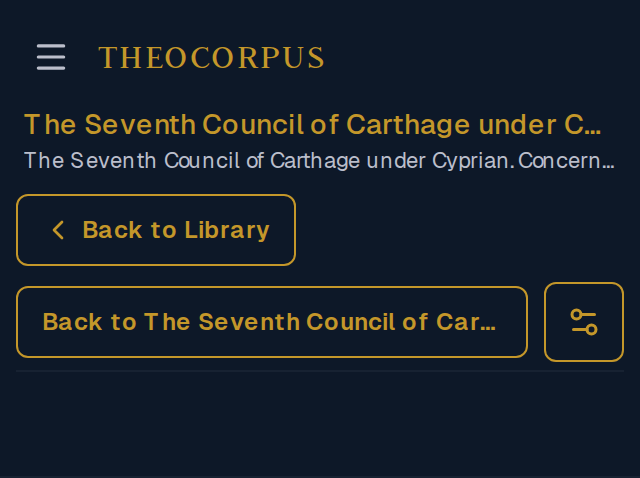 THEOCORPUS
The Seventh Council of Carthage under C...
The Seventh Council of Carthage under Cyprian. Concern...
Back to Library
Back to The Seventh Council of Car...